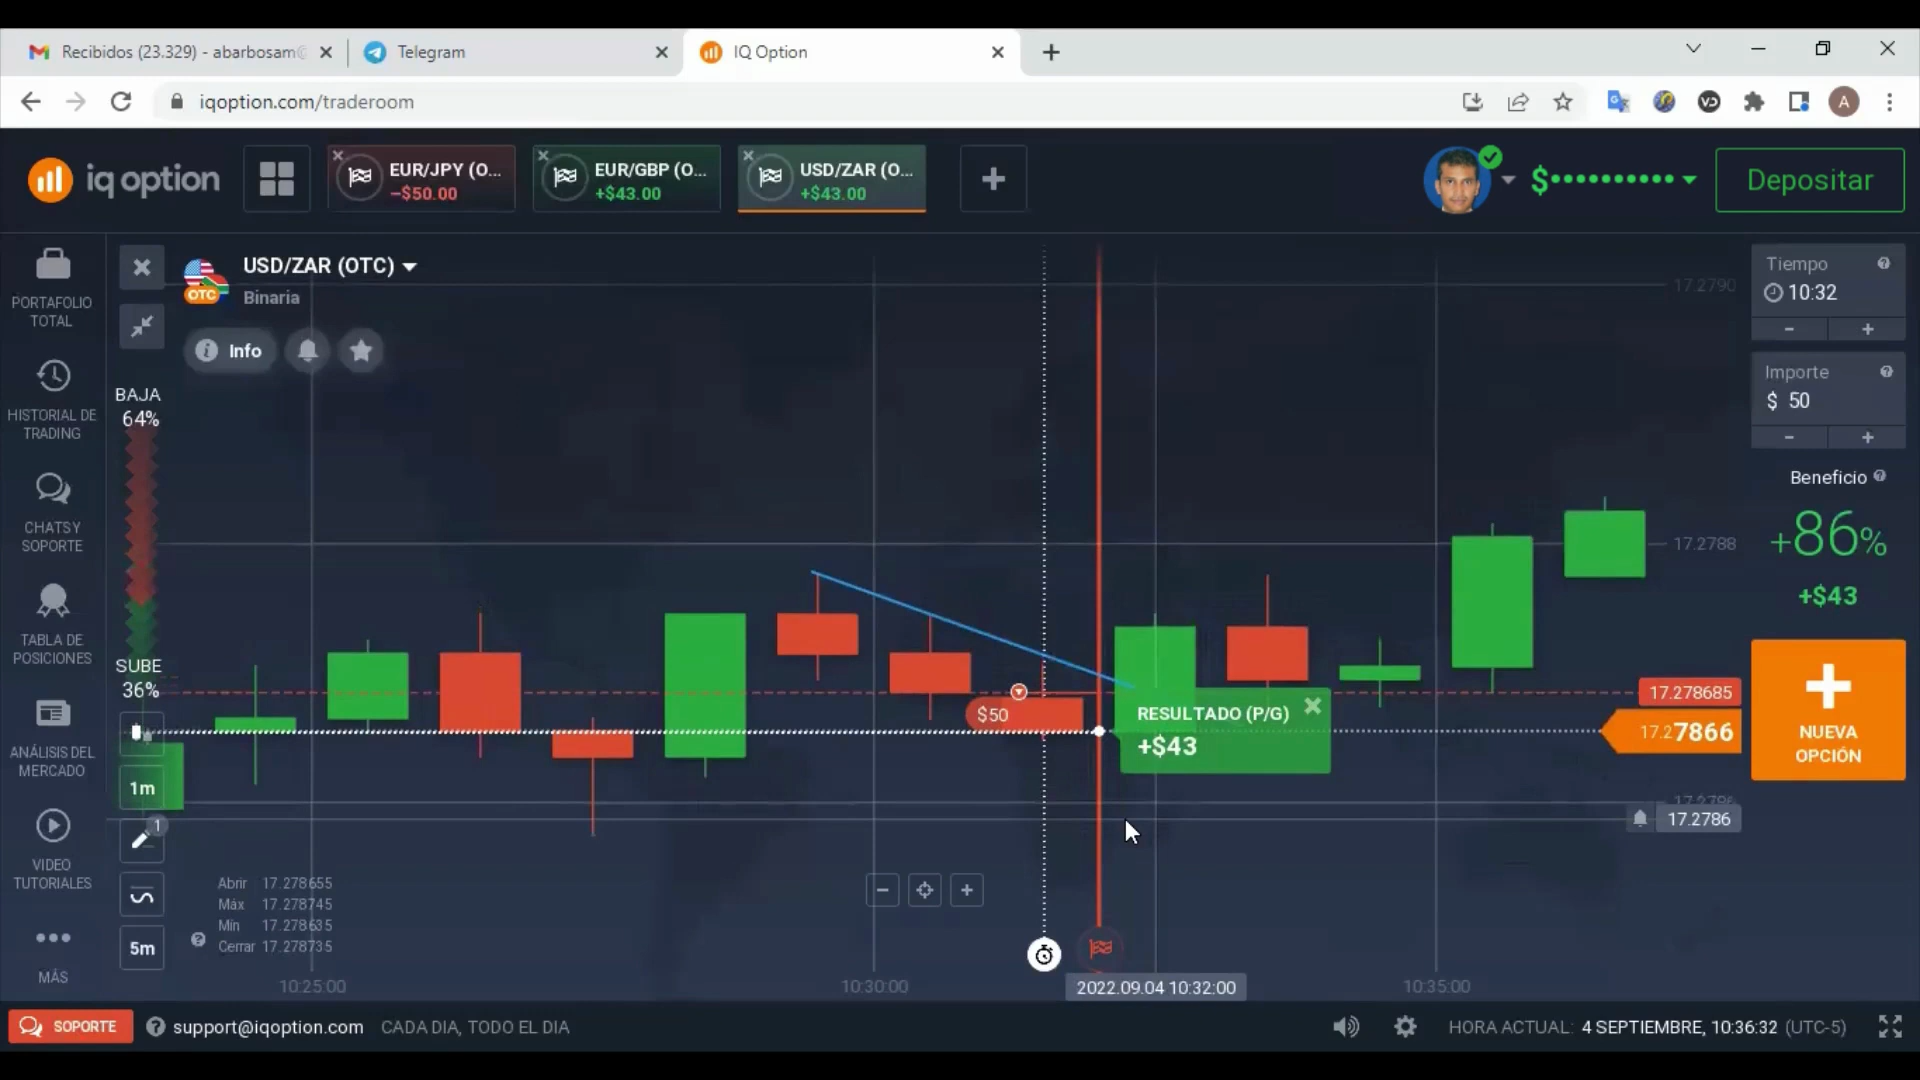 Recibidos (23.329) - abarbosam@
Telegram
IQ Option
iqoption.com/traderoom
A
iq option
EUR/JPY (O...
−$50.00
EUR/GBP (O...
+$43.00
USD/ZAR (O...
+$43.00
$
Depositar
PORTAFOLIO
TOTAL
HISTORIAL DE
TRADING
CHATS Y
SOPORTE
TABLA DE
POSICIONES
ANÁLISIS DEL
MERCADO
VIDEO
TUTORIALES
MÁS
OTC
USD/ZAR (OTC)
Binaria
Info
BAJA
64%
SUBE
36%
1m
1
5m
Abrir 17.278655
Máx 17.278745
Mín 17.278635
Cerrar 17.278735
$50
RESULTADO (P/G)
+$43
17.2790
17.2788
17.278685
17.27866
17.2786
10:25:00
10:30:00
2022.09.04 10:32:00
10:35:00
Tiempo
10:32
Importe
$ 50
Beneficio
+86%
+$43
NUEVA
OPCIÓN
SOPORTE
support@iqoption.com
CADA DIA, TODO EL DIA
HORA ACTUAL: 4 SEPTIEMBRE, 10:36:32 (UTC-5)